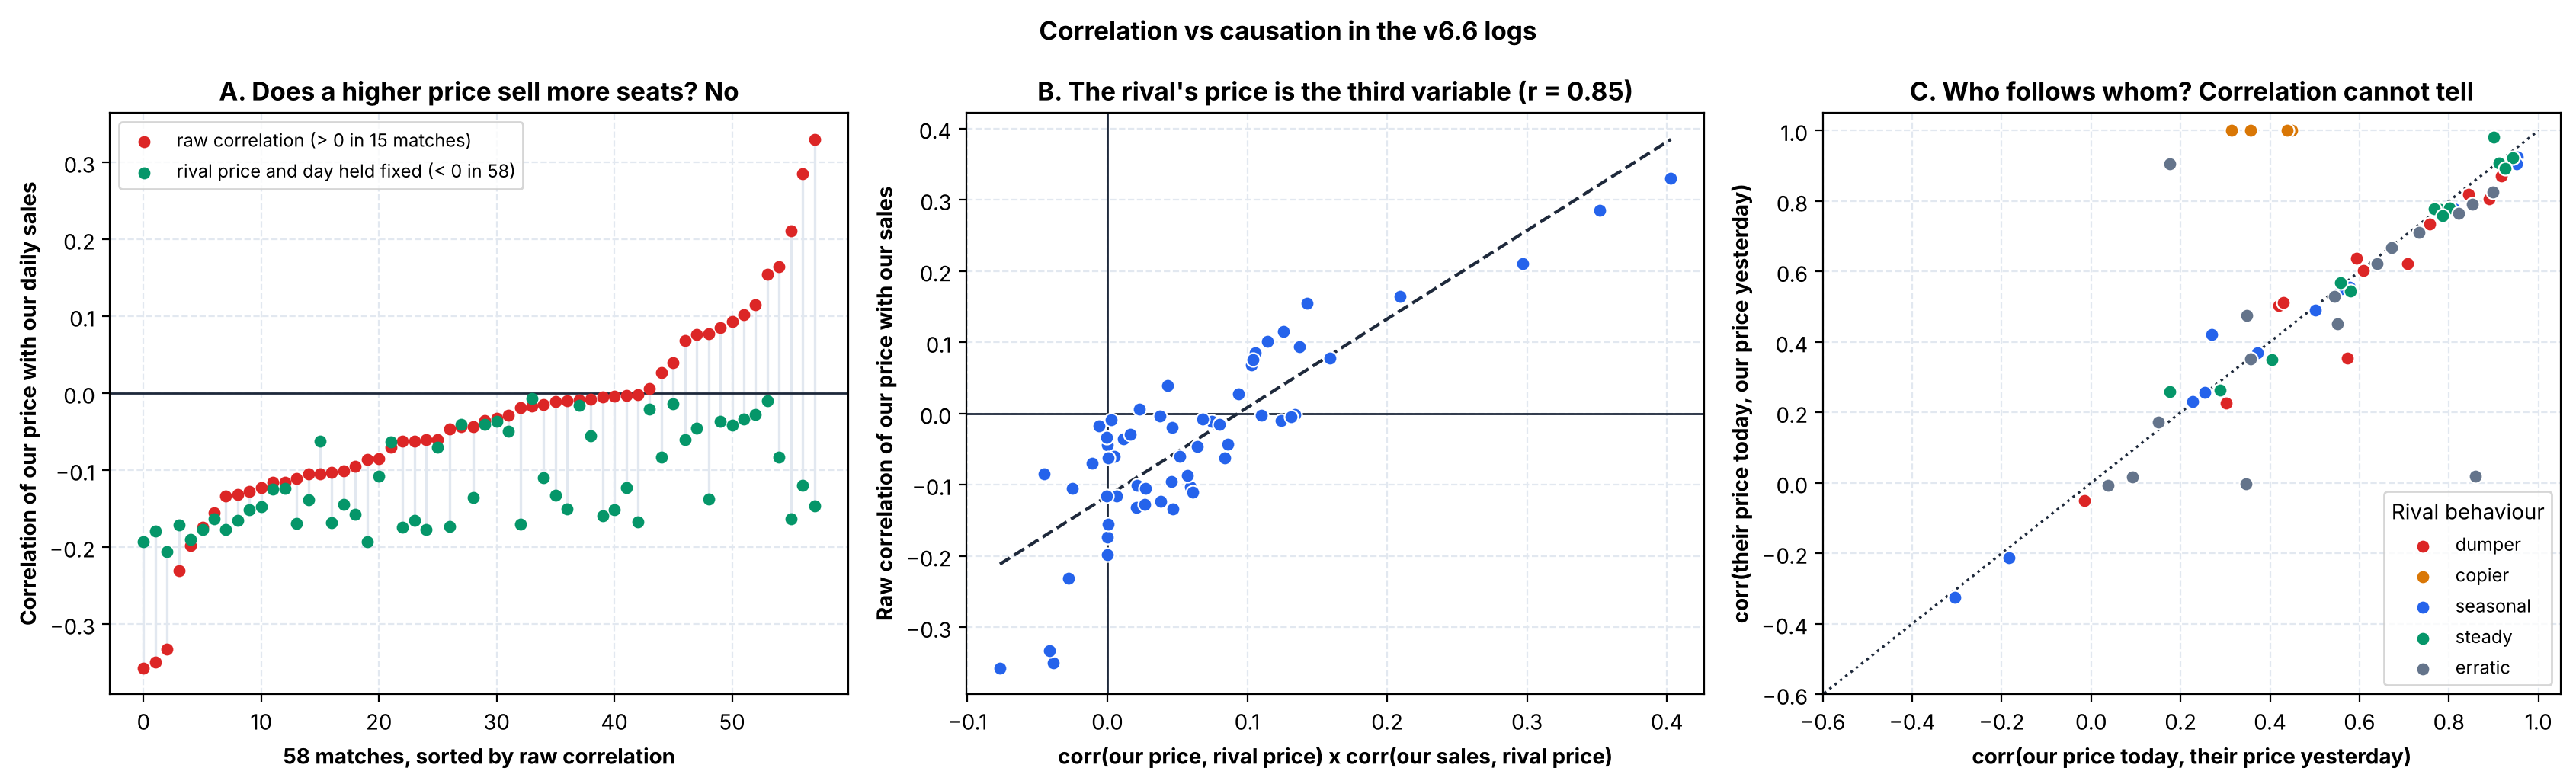 Correlation vs causation in the v6.6 logs
A. Does a higher price sell more seats? No
raw correlation (> 0 in 15 matches)
rival price and day held fixed (< 0 in 58)
Correlation of our price with our daily sales
0.3
0.2
0.1
0.0
−0.1
−0.2
−0.3
0 10 20 30 40 50
58 matches, sorted by raw correlation
B. The rival's price is the third variable (r = 0.85)
Raw correlation of our price with our sales
0.4
0.3
0.2
0.1
0.0
−0.1
−0.2
−0.3
−0.1 0.0 0.1 0.2 0.3 0.4
corr(our price, rival price) x corr(our sales, rival price)
C. Who follows whom? Correlation cannot tell
corr(their price today, our price yesterday)
1.0
0.8
0.6
0.4
0.2
0.0
−0.2
−0.4
−0.6
Rival behaviour
dumper
copier
seasonal
steady
erratic
−0.6 −0.4 −0.2 0.0 0.2 0.4 0.6 0.8 1.0
corr(our price today, their price yesterday)